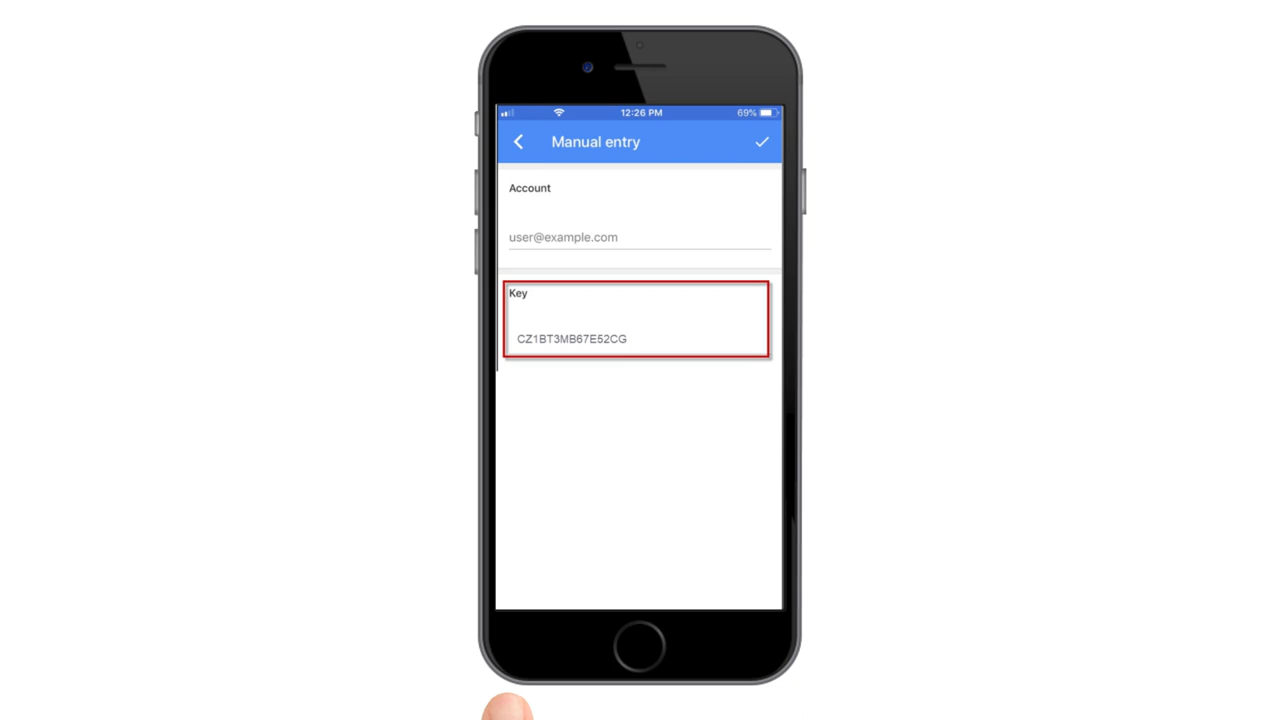 12:26 PM 69%
Manual entry
Account
user@example.com
Key
CZ1BT3MB67E52CG